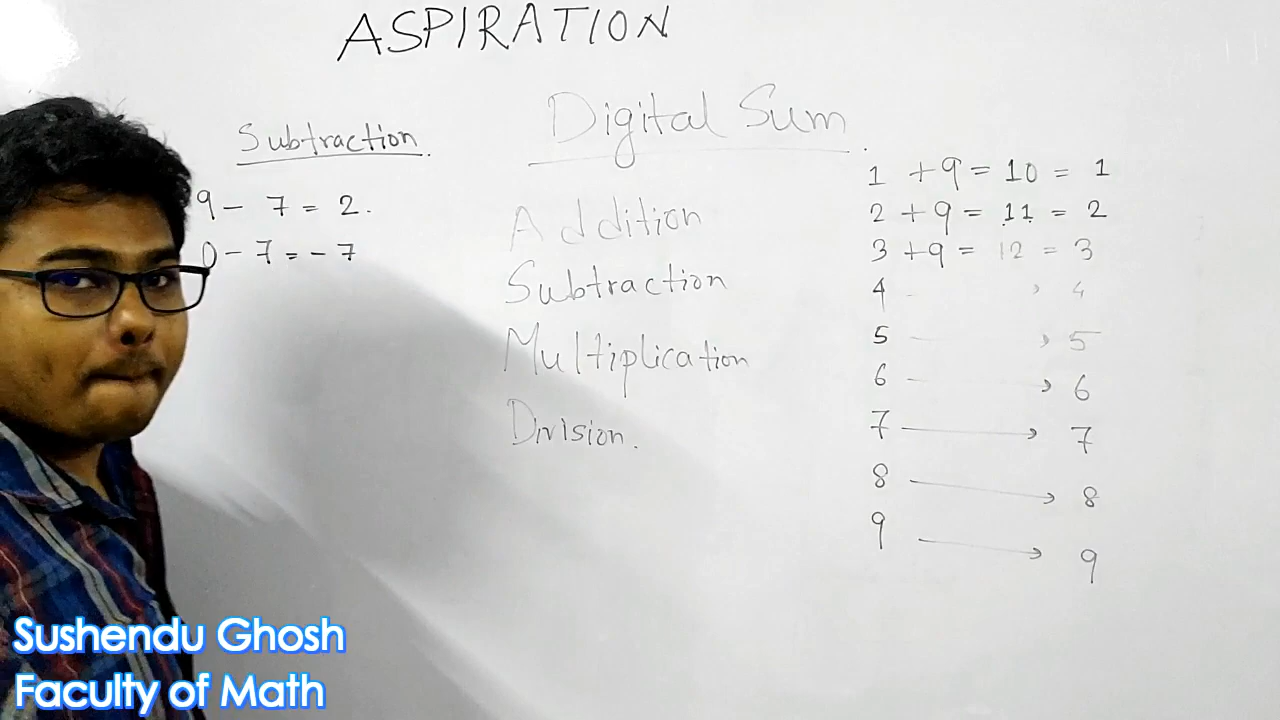 ASPIRATION
Digital Sum.
Subtraction.
9 - 7 = 2.
0 - 7 = - 7
Addition
Subtraction
Multiplication
Division.
1 + 9 = 10 = 1
2 + 9 = 11 = 2
3 + 9 = 12 = 3
4 → 4
5 → 5
6 → 6
7 → 7
8 → 8
9 → 9
Sushendu Ghosh
Faculty of Math